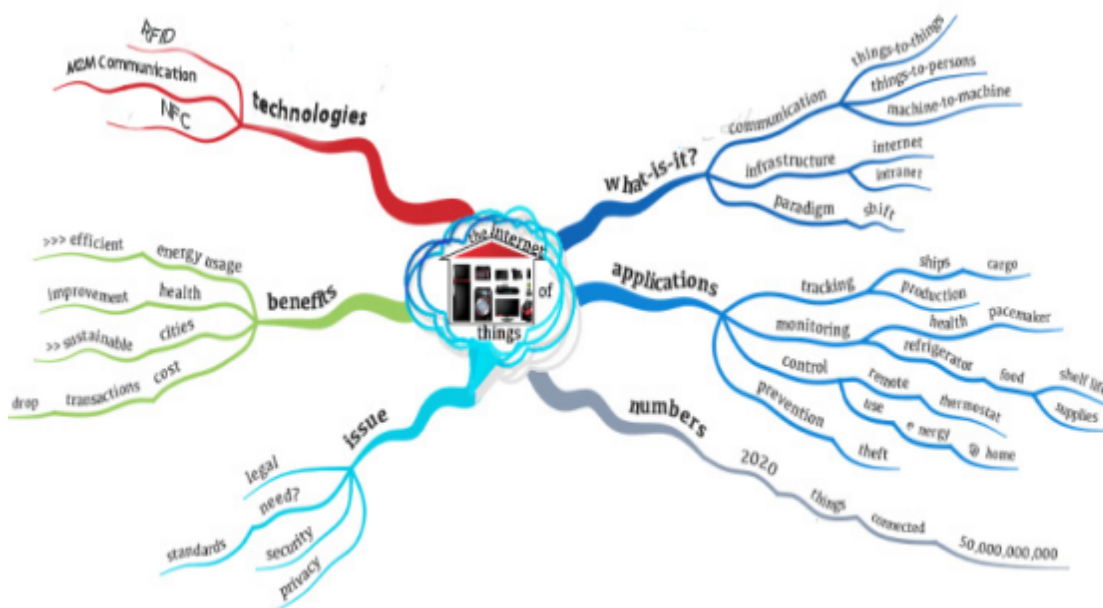 the internet
of
things
technologies
RFID
M2M Communication
NFC
what-is-it?
communication
things-to-things
things-to-persons
machine-to-machine
infrastructure
internet
intranet
paradigm
shift
applications
tracking
ships
cargo
production
monitoring
health
pacemaker
refrigerator
food
shelf life
supplies
control
remote
thermostat
use
energy
@ home
prevention
theft
numbers
2020
things
connected
50,000,000,000
issue
legal
need?
standards
security
privacy
benefits
energy usage
>>> efficient
health
improvement
cities
>> sustainable
cost
transactions
drop